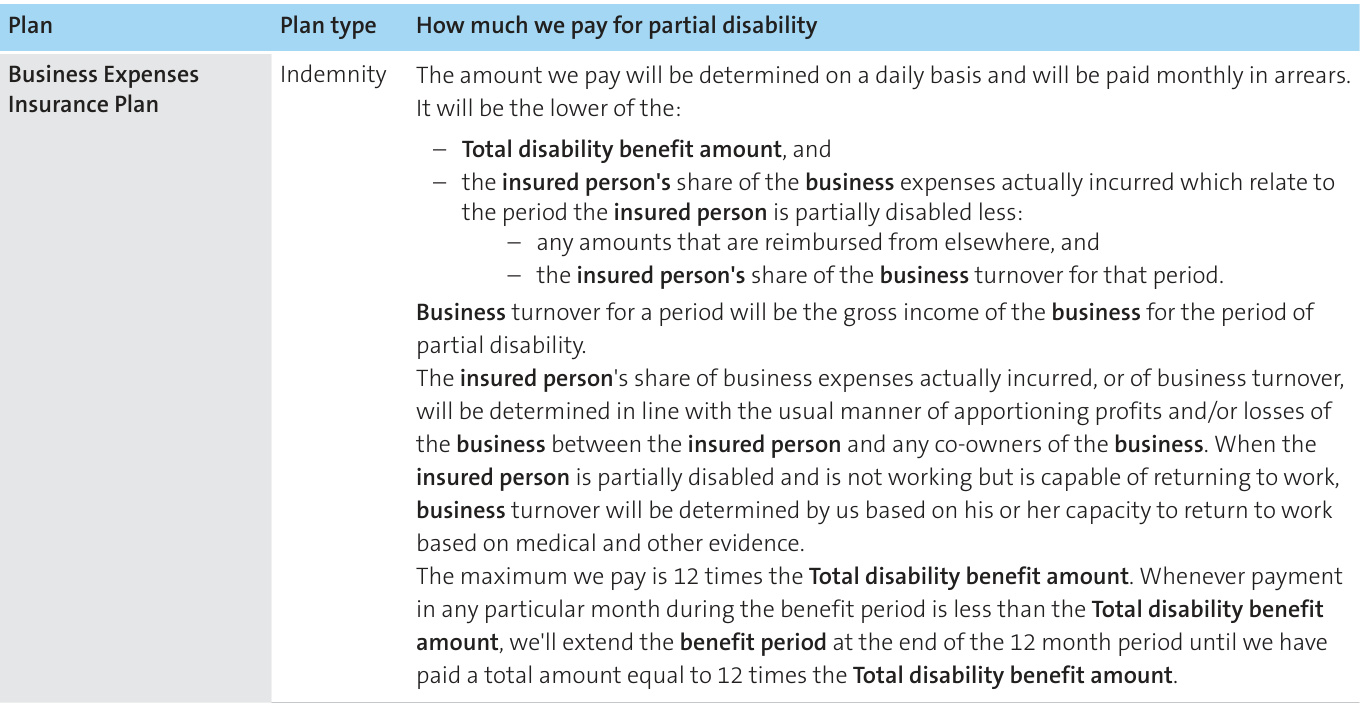 Plan Plan type How much we pay for partial disability
Business Expenses Insurance Plan
Indemnity
The amount we pay will be determined on a daily basis and will be paid monthly in arrears.
It will be the lower of the:
– Total disability benefit amount, and
– the insured person's share of the business expenses actually incurred which relate to
the period the insured person is partially disabled less:
– any amounts that are reimbursed from elsewhere, and
– the insured person's share of the business turnover for that period.
Business turnover for a period will be the gross income of the business for the period of
partial disability.
The insured person's share of business expenses actually incurred, or of business turnover,
will be determined in line with the usual manner of apportioning profits and/or losses of
the business between the insured person and any co-owners of the business. When the
insured person is partially disabled and is not working but is capable of returning to work,
business turnover will be determined by us based on his or her capacity to return to work
based on medical and other evidence.
The maximum we pay is 12 times the Total disability benefit amount. Whenever payment
in any particular month during the benefit period is less than the Total disability benefit
amount, we'll extend the benefit period at the end of the 12 month period until we have
paid a total amount equal to 12 times the Total disability benefit amount.